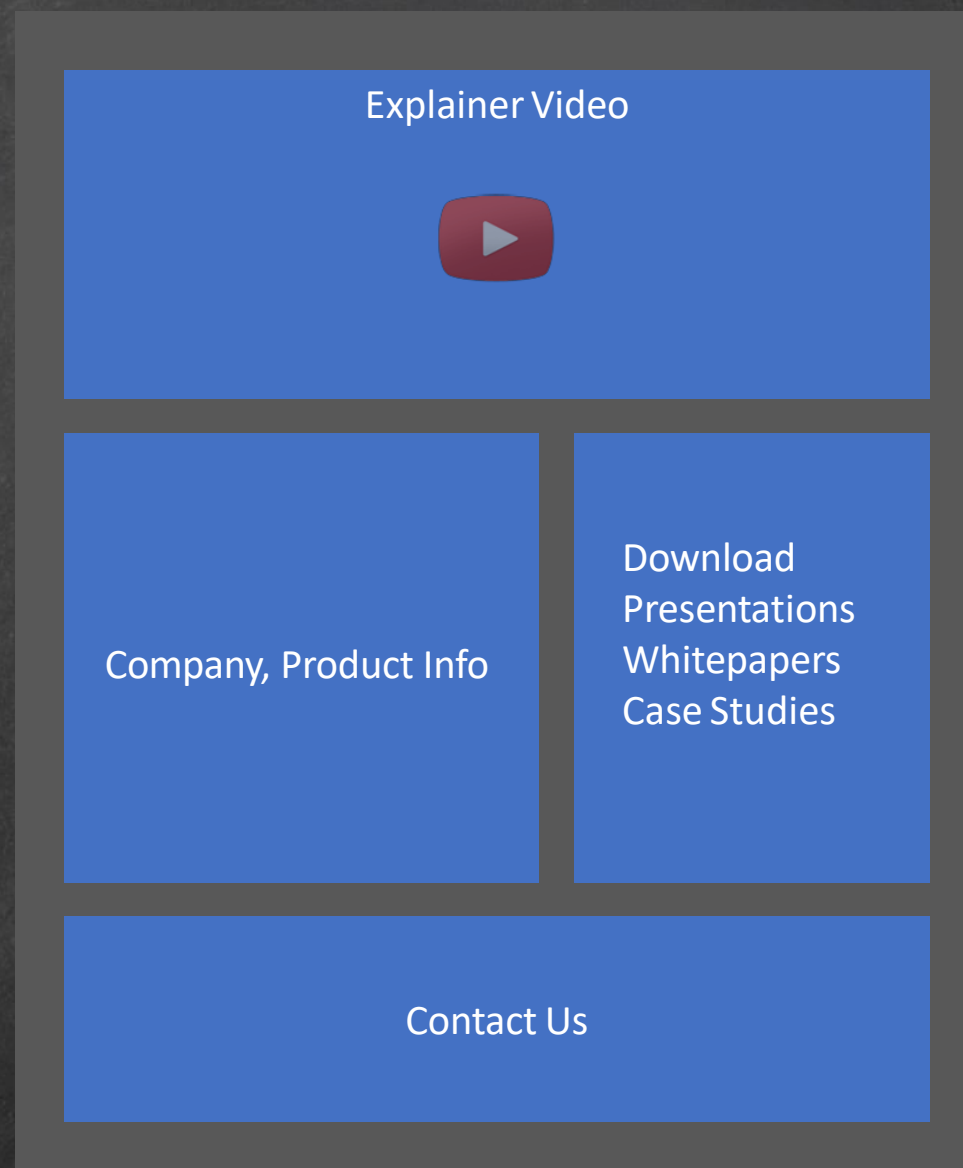 Explainer Video
Company, Product Info
Download
Presentations
Whitepapers
Case Studies
Contact Us